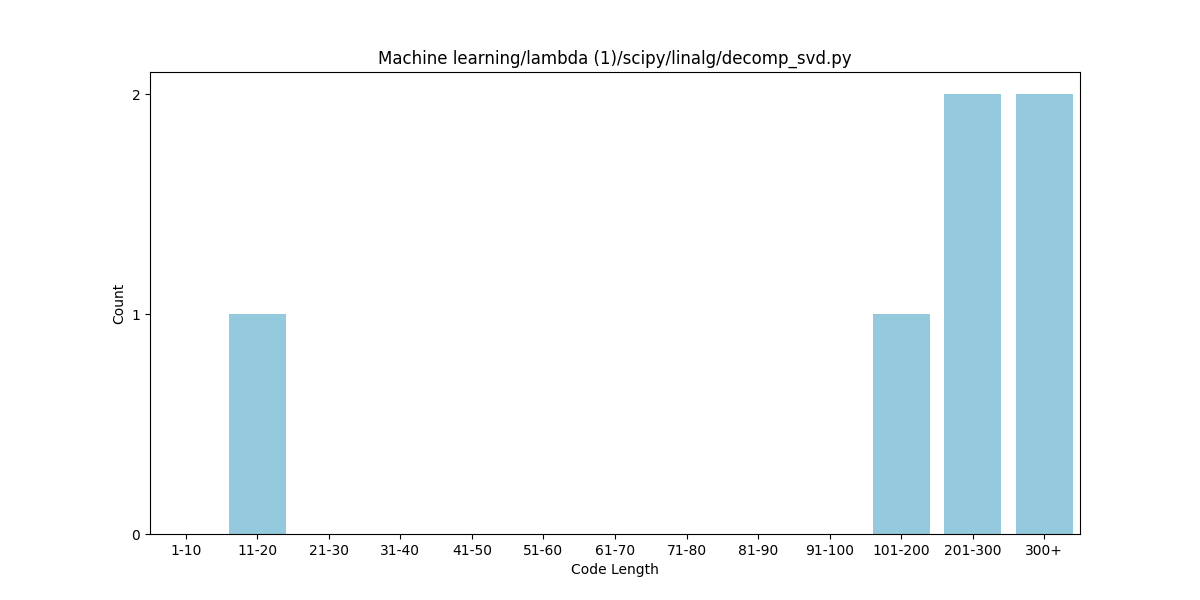 Machine learning/lambda (1)/scipy/linalg/decomp_svd.py
2
1
0
Count
1-10 11-20 21-30 31-40 41-50 51-60 61-70 71-80 81-90 91-100 101-200 201-300 300+
Code Length